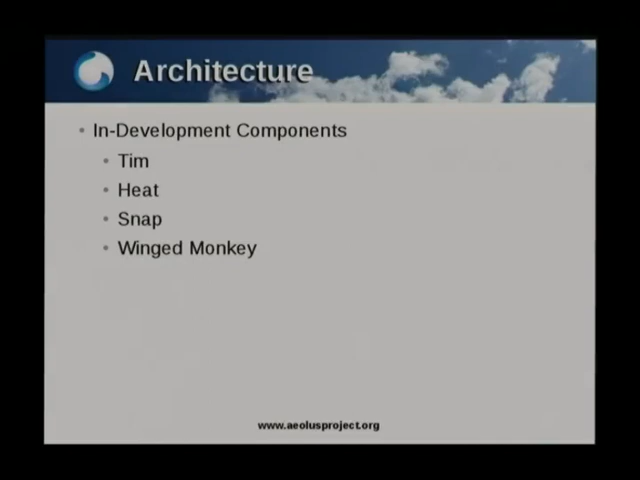 Architecture
• In-Development Components
• Tim
• Heat
• Snap
• Winged Monkey
www.aeolusproject.org